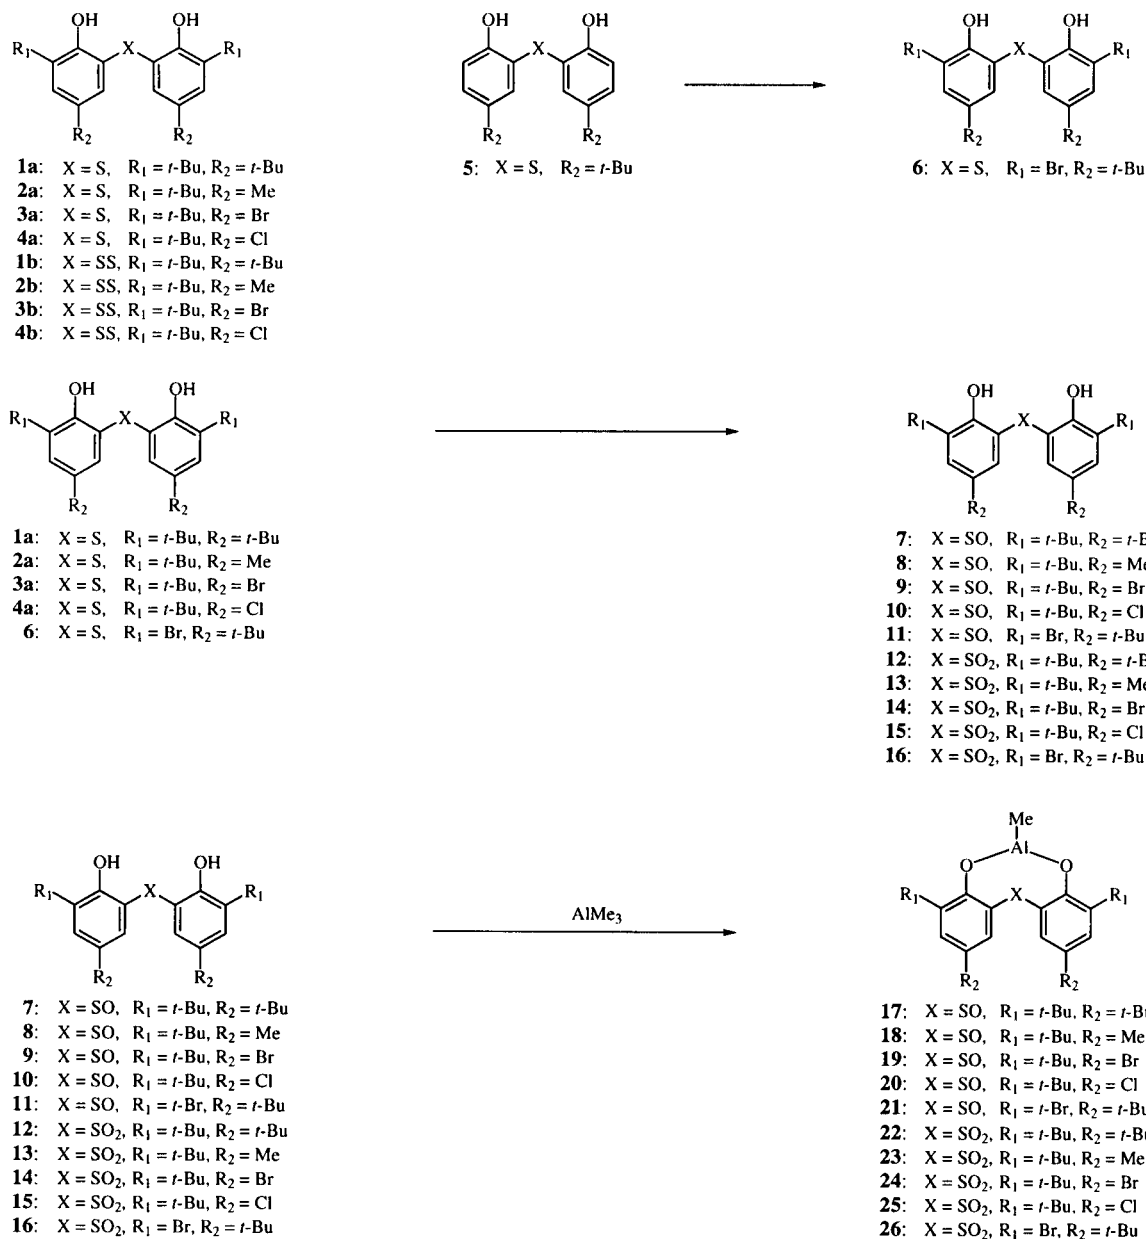 OH OH OH OH OH OH
R₁ X R₁ X R₁ X R₁
R₂ R₂ R₂ R₂ R₂ R₂
1a: X = S, R₁ = t-Bu, R₂ = t-Bu
2a: X = S, R₁ = t-Bu, R₂ = Me
3a: X = S, R₁ = t-Bu, R₂ = Br
4a: X = S, R₁ = t-Bu, R₂ = Cl
1b: X = SS, R₁ = t-Bu, R₂ = t-Bu
2b: X = SS, R₁ = t-Bu, R₂ = Me
3b: X = SS, R₁ = t-Bu, R₂ = Br
4b: X = SS, R₁ = t-Bu, R₂ = Cl
5: X = S, R₂ = t-Bu
6: X = S, R₁ = Br, R₂ = t-Bu
OH OH OH OH
R₁ X R₁ R₁ X R₁
R₂ R₂ R₂ R₂
1a: X = S, R₁ = t-Bu, R₂ = t-Bu
2a: X = S, R₁ = t-Bu, R₂ = Me
3a: X = S, R₁ = t-Bu, R₂ = Br
4a: X = S, R₁ = t-Bu, R₂ = Cl
6: X = S, R₁ = Br, R₂ = t-Bu
7: X = SO, R₁ = t-Bu, R₂ = t-B
8: X = SO, R₁ = t-Bu, R₂ = Me
9: X = SO, R₁ = t-Bu, R₂ = Br
10: X = SO, R₁ = t-Bu, R₂ = Cl
11: X = SO, R₁ = Br, R₂ = t-Bu
12: X = SO₂, R₁ = t-Bu, R₂ = t-B
13: X = SO₂, R₁ = t-Bu, R₂ = Me
14: X = SO₂, R₁ = t-Bu, R₂ = Br
15: X = SO₂, R₁ = t-Bu, R₂ = Cl
16: X = SO₂, R₁ = Br, R₂ = t-Bu
OH OH
R₁ X R₁
R₂ R₂
AlMe₃
Me
Al
O O
R₁ X R₁
R₂ R₂
7: X = SO, R₁ = t-Bu, R₂ = t-Bu
8: X = SO, R₁ = t-Bu, R₂ = Me
9: X = SO, R₁ = t-Bu, R₂ = Br
10: X = SO, R₁ = t-Bu, R₂ = Cl
11: X = SO, R₁ = t-Br, R₂ = t-Bu
12: X = SO₂, R₁ = t-Bu, R₂ = t-Bu
13: X = SO₂, R₁ = t-Bu, R₂ = Me
14: X = SO₂, R₁ = t-Bu, R₂ = Br
15: X = SO₂, R₁ = t-Bu, R₂ = Cl
16: X = SO₂, R₁ = Br, R₂ = t-Bu
17: X = SO, R₁ = t-Bu, R₂ = t-Bu
18: X = SO, R₁ = t-Bu, R₂ = Me
19: X = SO, R₁ = t-Bu, R₂ = Br
20: X = SO, R₁ = t-Bu, R₂ = Cl
21: X = SO, R₁ = t-Br, R₂ = t-Bu
22: X = SO₂, R₁ = t-Bu, R₂ = t-Bu
23: X = SO₂, R₁ = t-Bu, R₂ = Me
24: X = SO₂, R₁ = t-Bu, R₂ = Br
25: X = SO₂, R₁ = t-Bu, R₂ = Cl
26: X = SO₂, R₁ = Br, R₂ = t-Bu